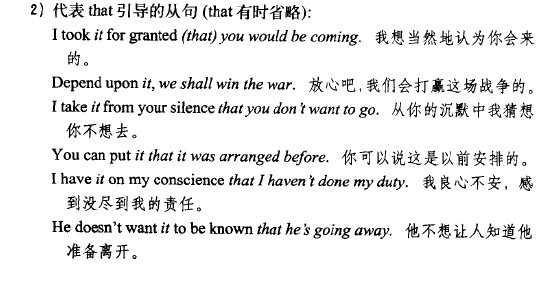 2) 代表 that 引导的从句 (that 有时省略):
I took it for granted (that) you would be coming. 我想当然地认为你会来
的。
Depend upon it, we shall win the war. 放心吧,我们会打赢这场战争的。
I take it from your silence that you don't want to go. 从你的沉默中我猜想
你不想去。
You can put it that it was arranged before. 你可以说这是以前安排的。
I have it on my conscience that I haven't done my duty. 我良心不安，感
到没尽到我的责任。
He doesn't want it to be known that he's going away. 他不想让人知道他
准备离开。